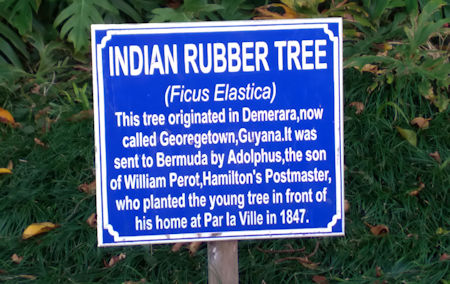 INDIAN RUBBER TREE
(Ficus Elastica)
This tree originated in Demerara,now
called Georegetown,Guyana.It was
sent to Bermuda by Adolphus,the son
of William Perot,Hamilton's Postmaster,
who planted the young tree in front of
his home at Par la Ville in 1847.